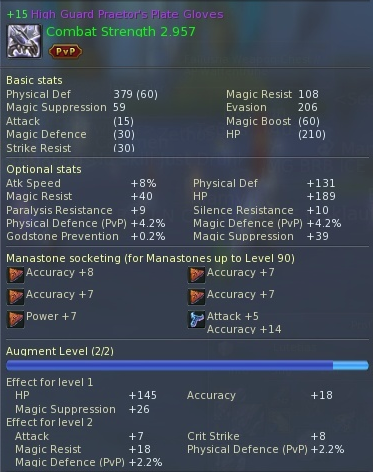 +15 High Guard Praetor's Plate Gloves
Combat Strength 2.957
PvP
Basic stats
Physical Def 379 (60) Magic Resist 108
Magic Suppression 59 Evasion 206
Attack (15) Magic Boost (60)
Magic Defence (30) HP (210)
Strike Resist (30)
Optional stats
Atk Speed +8% Physical Def +131
Magic Resist +40 HP +189
Paralysis Resistance +9 Silence Resistance +10
Physical Defence (PvP) +4.2% Magic Defence (PvP) +4.2%
Godstone Prevention +0.2% Magic Suppression +39
Manastone socketing (for Manastones up to Level 90)
Accuracy +8 Accuracy +7
Accuracy +7 Accuracy +7
Power +7 Attack +5
Accuracy +14
Augment Level (2/2)
Effect for level 1
HP +145 Accuracy +18
Magic Suppression +26
Effect for level 2
Attack +7 Crit Strike +8
Magic Resist +18 Physical Defence (PvP) +2.2%
Magic Defence (PvP) +2.2%